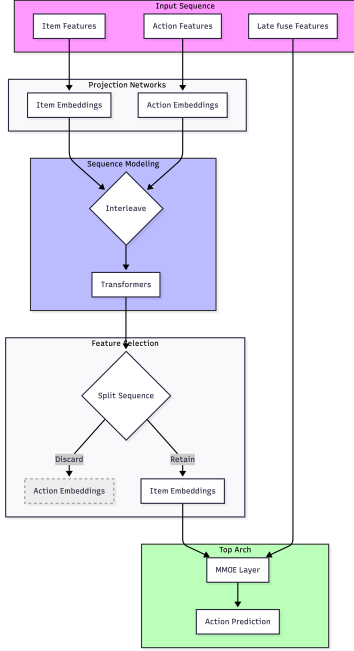 Input Sequence
Item Features
Action Features
Late fuse Features
Projection Networks
Item Embeddings
Action Embeddings
Sequence Modeling
Interleave
Transformers
Feature Selection
Split Sequence
Discard
Retain
Action Embeddings
Item Embeddings
Top Arch
MMOE Layer
Action Prediction